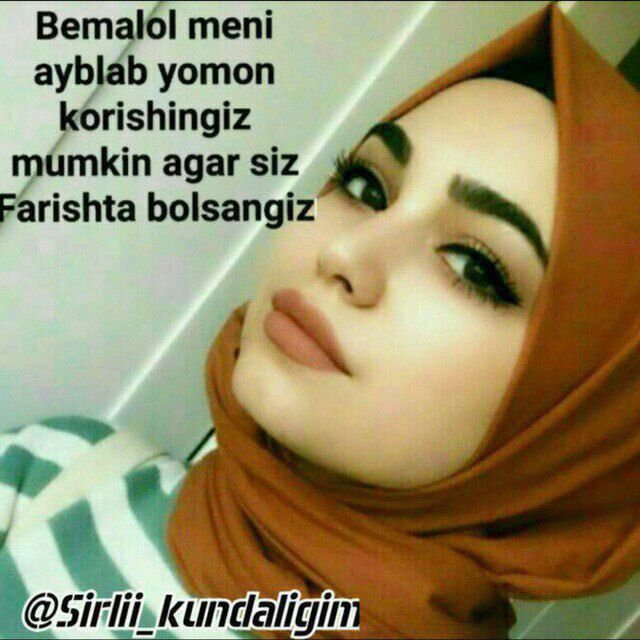 Bemalol meni
ayblab yomon
korishingiz
mumkin agar siz
Farishta bolsangiz
@Sirlii_kundaligim